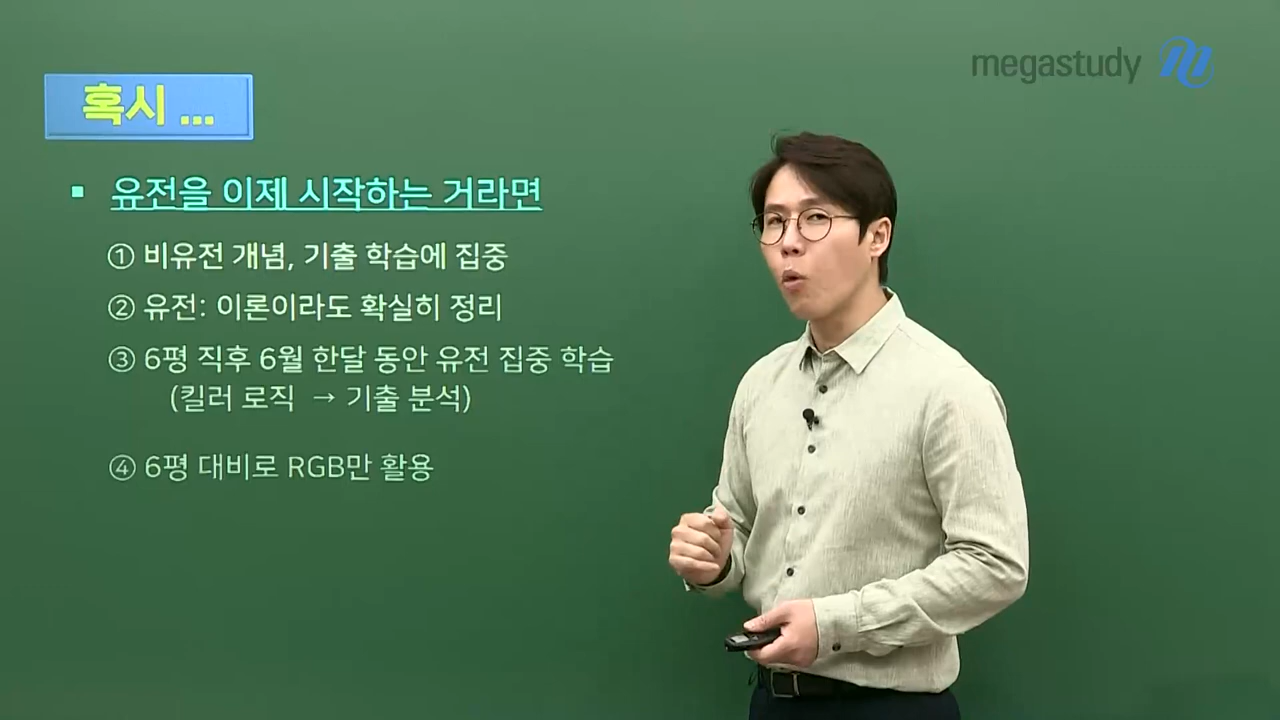 megastudy
혹시 ...
▪ 유전을 이제 시작하는 거라면
① 비유전 개념, 기출 학습에 집중
② 유전: 이론이라도 확실히 정리
③ 6평 직후 6월 한달 동안 유전 집중 학습
(킬러 로직 → 기출 분석)
④ 6평 대비로 RGB만 활용